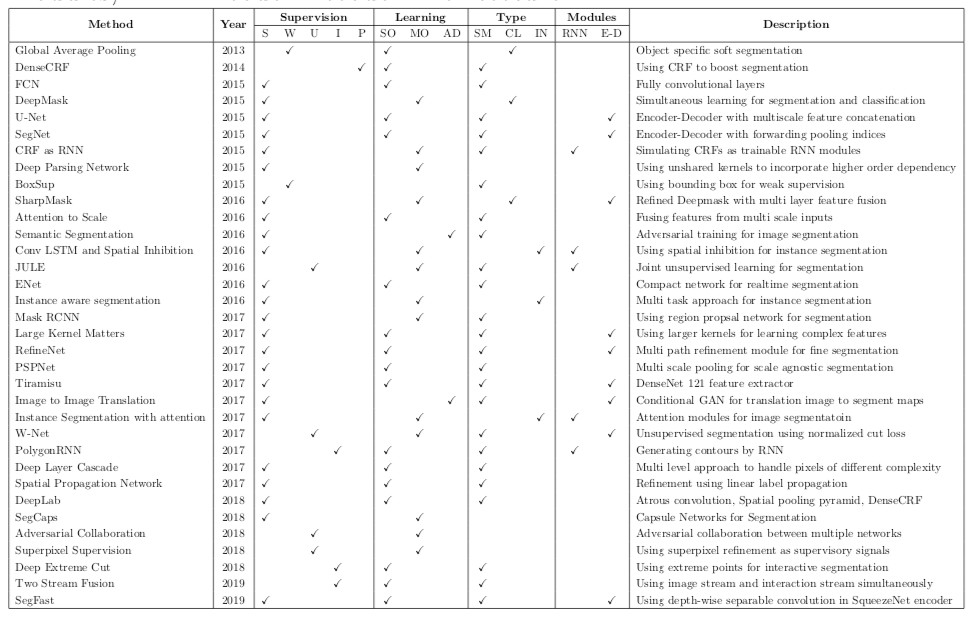 Method Year Supervision Learning Type Modules Description
S W U I P SO MO AD SM CL IN RNN E-D
Global Average Pooling 2013 ✓ ✓ ✓ Object specific soft segmentation
DenseCRF 2014 ✓ ✓ ✓ Using CRF to boost segmentation
FCN 2015 ✓ ✓ ✓ Fully convolutional layers
DeepMask 2015 ✓ ✓ ✓ Simultaneous learning for segmentation and classification
U-Net 2015 ✓ ✓ ✓ ✓ Encoder-Decoder with multiscale feature concatenation
SegNet 2015 ✓ ✓ ✓ ✓ Encoder-Decoder with forwarding pooling indices
CRF as RNN 2015 ✓ ✓ ✓ ✓ Simulating CRFs as trainable RNN modules
Deep Parsing Network 2015 ✓ ✓ ✓ Using unshared kernels to incorporate higher order dependency
BoxSup 2015 ✓ ✓ Using bounding box for weak supervision
SharpMask 2016 ✓ ✓ ✓ ✓ Refined Deepmask with multi layer feature fusion
Attention to Scale 2016 ✓ ✓ ✓ Fusing features from multi scale inputs
Semantic Segmentation 2016 ✓ ✓ ✓ Adversarial training for image segmentation
Conv LSTM and Spatial Inhibition 2016 ✓ ✓ ✓ ✓ Using spatial inhibition for instance segmentation
JULE 2016 ✓ ✓ ✓ ✓ Joint unsupervised learning for segmentation
ENet 2016 ✓ ✓ ✓ Compact network for realtime segmentation
Instance aware segmentation 2016 ✓ ✓ ✓ Multi task approach for instance segmentation
Mask RCNN 2017 ✓ ✓ ✓ Using region propsal network for segmentation
Large Kernel Matters 2017 ✓ ✓ ✓ ✓ Using larger kernels for learning complex features
RefineNet 2017 ✓ ✓ ✓ ✓ Multi path refinement module for fine segmentation
PSPNet 2017 ✓ ✓ ✓ Multi scale pooling for scale agnostic segmentation
Tiramisu 2017 ✓ ✓ ✓ ✓ DenseNet 121 feature extractor
Image to Image Translation 2017 ✓ ✓ ✓ ✓ Conditional GAN for translation image to segment maps
Instance Segmentation with attention 2017 ✓ ✓ ✓ ✓ Attention modules for image segmentatoin
W-Net 2017 ✓ ✓ ✓ ✓ Unsupervised segmentation using normalized cut loss
PolygonRNN 2017 ✓ ✓ ✓ ✓ Generating contours by RNN
Deep Layer Cascade 2017 ✓ ✓ ✓ Multi level approach to handle pixels of different complexity
Spatial Propagation Network 2017 ✓ ✓ ✓ Refinement using linear label propagation
DeepLab 2018 ✓ ✓ ✓ Atrous convolution, Spatial pooling pyramid, DenseCRF
SegCaps 2018 ✓ ✓ Capsule Networks for Segmentation
Adversarial Collaboration 2018 ✓ ✓ Adversarial collaboration between multiple networks
Superpixel Supervision 2018 ✓ ✓ Using superpixel refinement as supervisory signals
Deep Extreme Cut 2018 ✓ ✓ ✓ Using extreme points for interactive segmentation
Two Stream Fusion 2019 ✓ ✓ ✓ Using image stream and interaction stream simultaneously
SegFast 2019 ✓ ✓ ✓ ✓ Using depth-wise separable convolution in SqueezeNet encoder